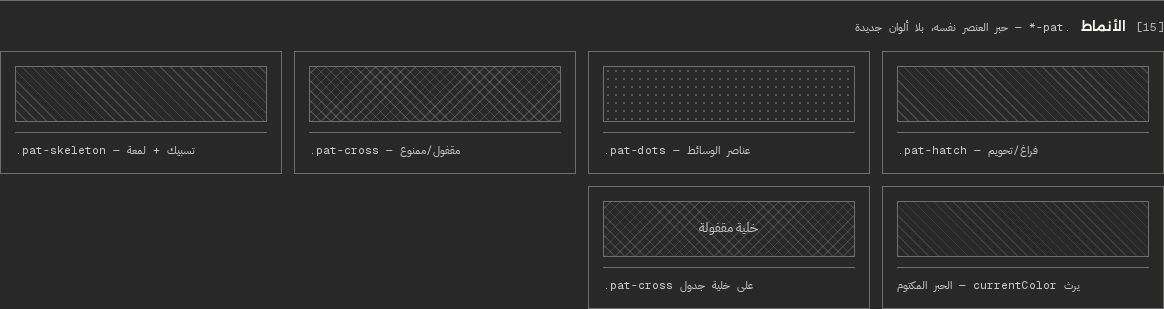 [15] الأنماط .pat-* — حبر العنصر نفسه، بلا ألوان جديدة
.pat-hatch — فراغ/تحويم
.pat-dots — عناصر الوسائط
.pat-cross — مقفول/ممنوع
.pat-skeleton — تسبيك + لمعة
يرث currentColor — الحبر المكتوم
خلية مقفولة
.pat-cross على خلية جدول